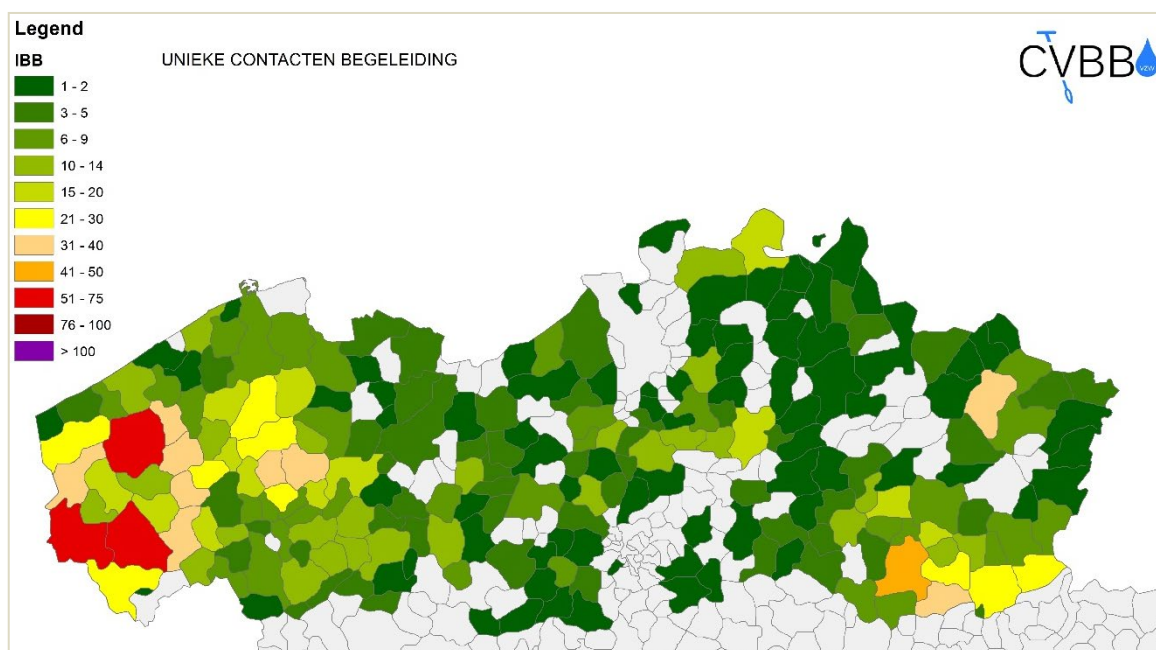 Legend
IBB
UNIEKE CONTACTEN BEGELEIDING
CVBB
VZW
1 - 2
3 - 5
6 - 9
10 - 14
15 - 20
21 - 30
31 - 40
41 - 50
51 - 75
76 - 100
> 100